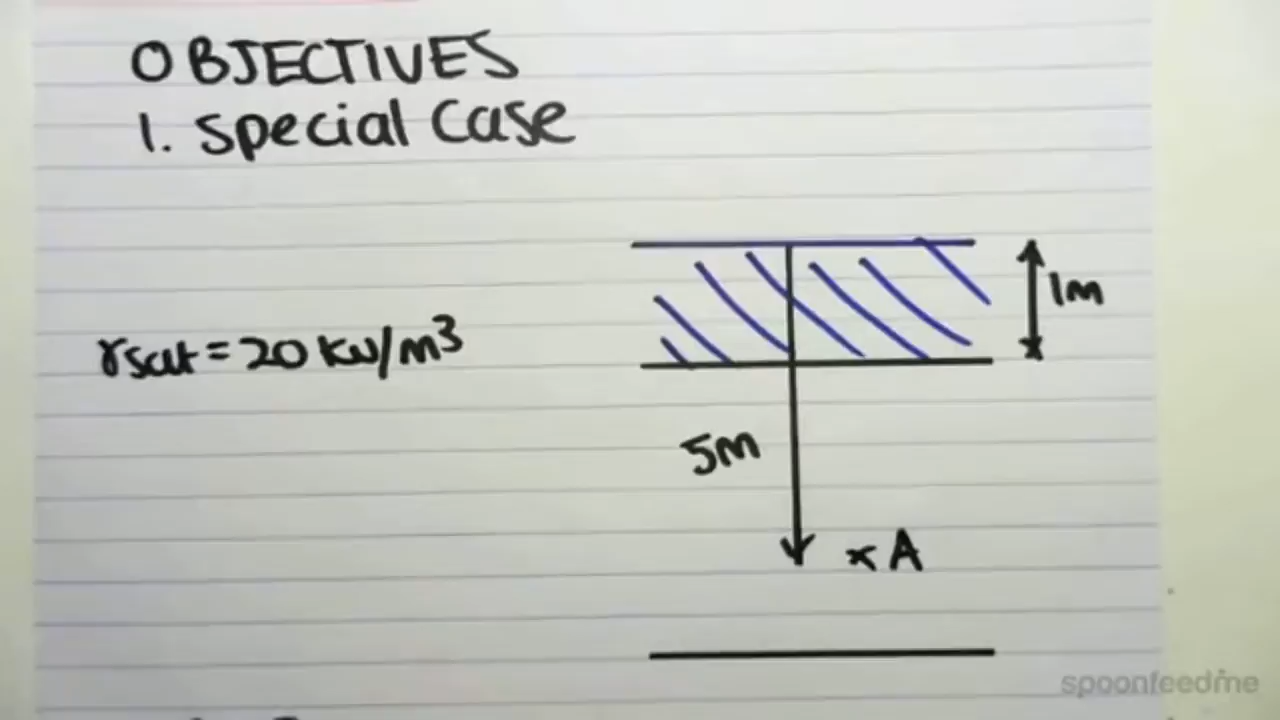 OBJECTIVES
1. Special Case
1m
γsat = 20 kN/m³
5m
x A
spoonfeedme